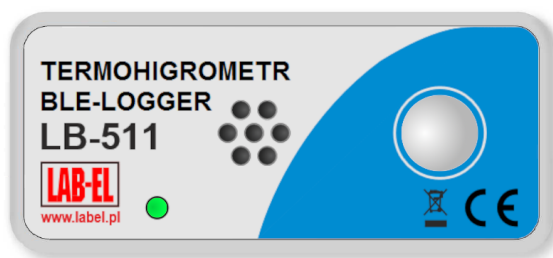 TERMOHIGROMETR
BLE-LOGGER
LB-511
LAB-EL
www.label.pl
CE